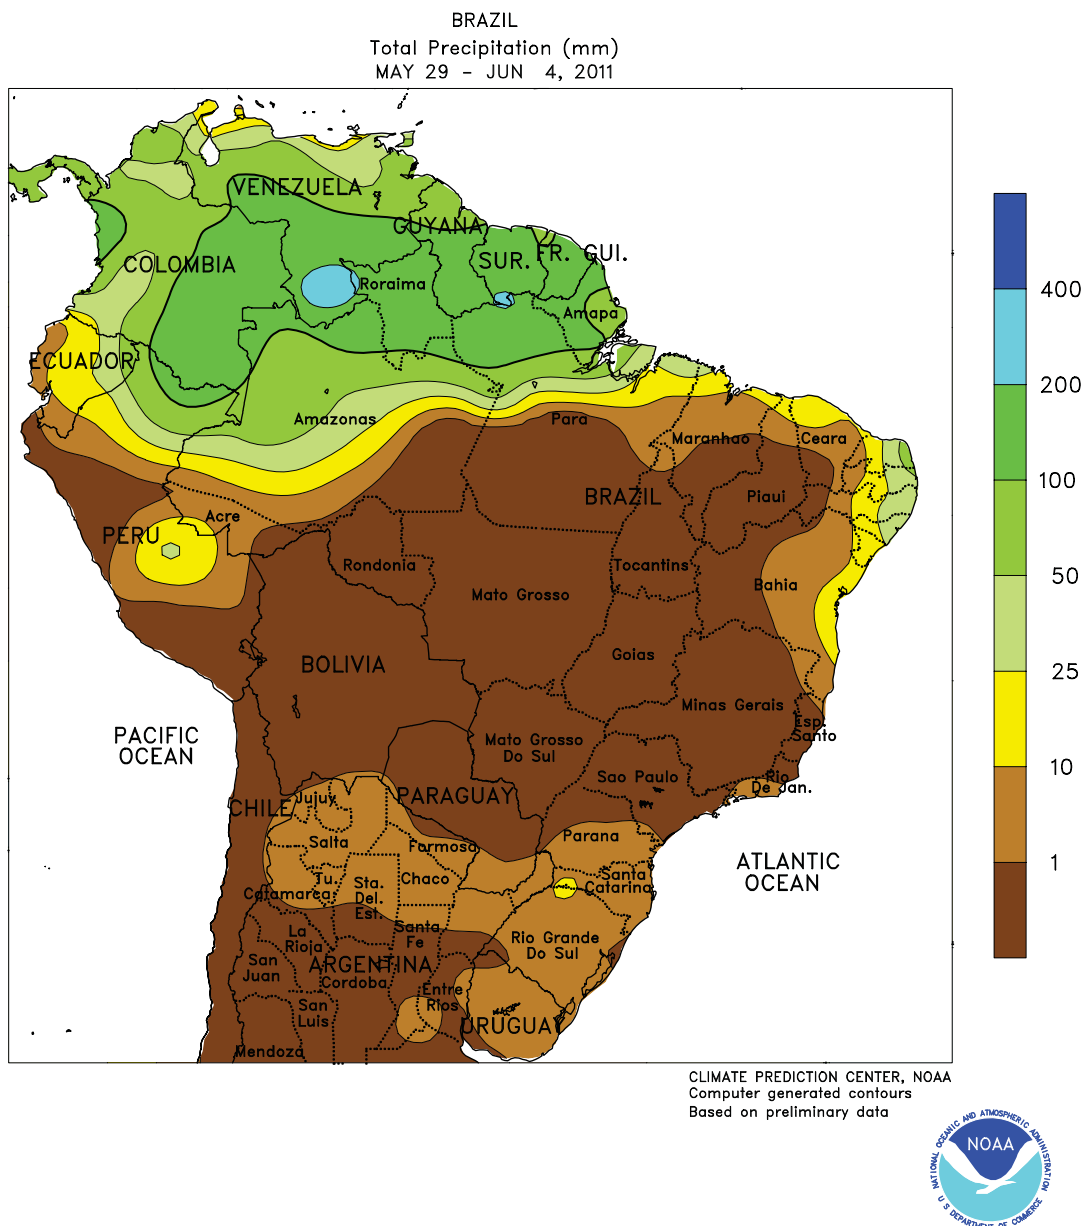 BRAZIL
Total Precipitation (mm)
MAY 29 - JUN 4, 2011
VENEZUELA
GUYANA
COLOMBIA
SUR.
FR. GUI.
Roraima
Amapa
ECUADOR
Amazonas
Para
Maranhao
Ceara
BRAZIL
Piaui
Acre
PERU
Rondonia
Tocantins
Mato Grosso
Bahia
BOLIVIA
Goias
Minas Gerais
Esp.
Santo
PACIFIC
OCEAN
Mato Grosso
Do Sul
Sao Paulo
Rio
De Jan.
CHILE
Jujuy
PARAGUAY
Salta
Formosa
Parana
ATLANTIC
OCEAN
Tu.
Catamarca
Sta.
Del.
Est.
Chaco
Santa
Catarina
La
Rioja
Santa
Fe
Rio Grande
Do Sul
San
Juan
ARGENTINA
Cordoba
San
Luis
Entre
Rios
URUGUAY
Mendoza
400
200
100
50
25
10
1
CLIMATE PREDICTION CENTER, NOAA
Computer generated contours
Based on preliminary data
NATIONAL OCEANIC AND ATMOSPHERIC ADMINISTRATION
NOAA
U S DEPARTMENT OF COMMERCE